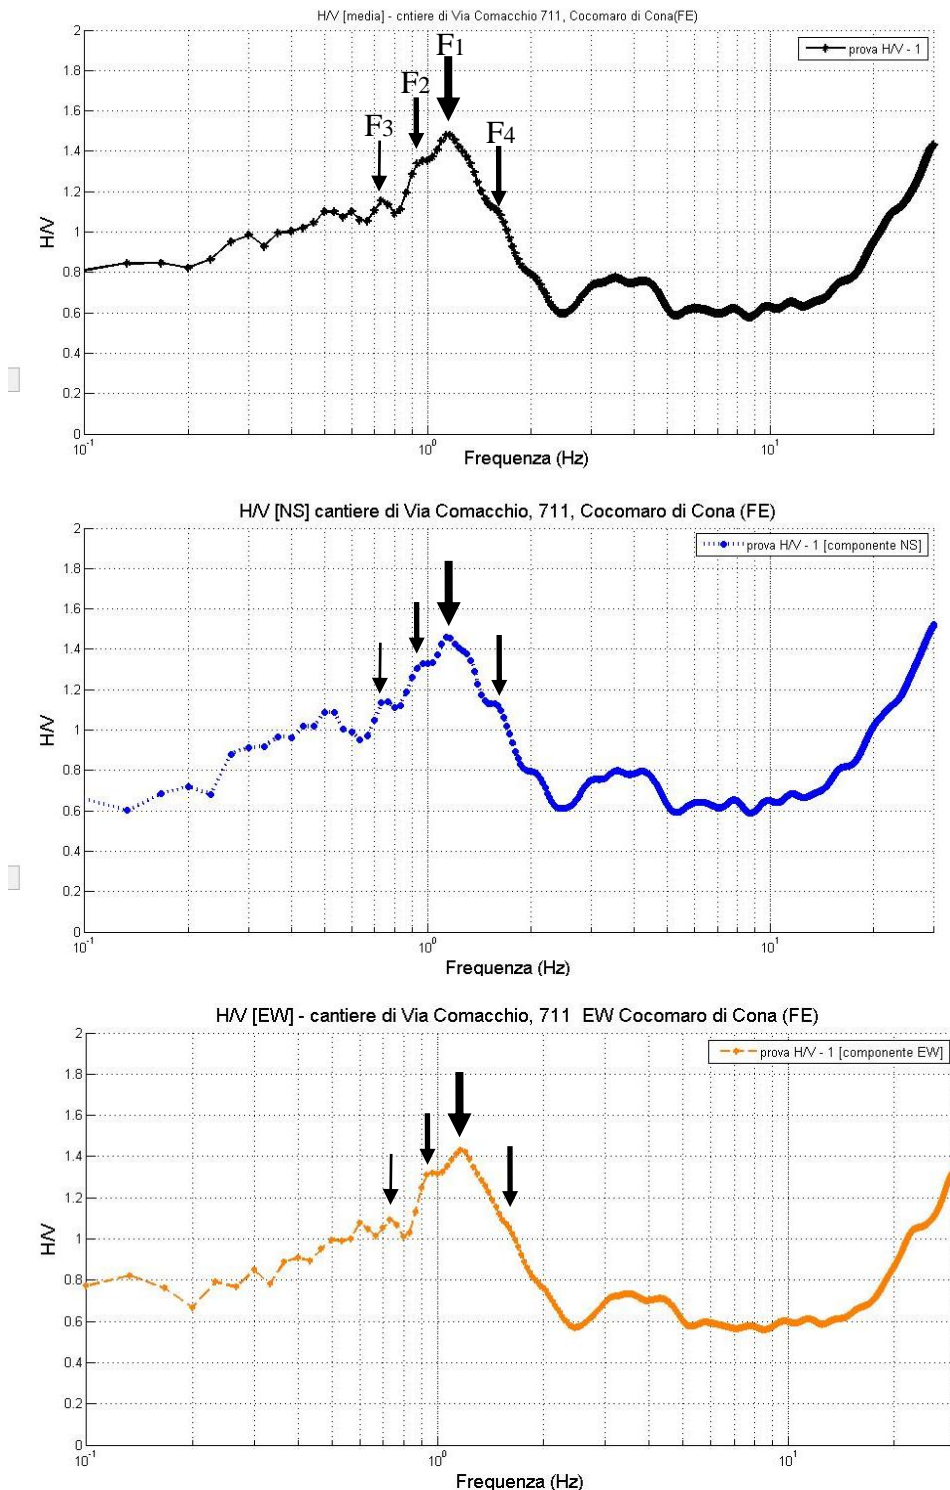 H/V [media] - cntiere di Via Comacchio 711, Cocomaro di Cona(FE)
prova H/V - 1
F1
F2
F3
F4
2
1.8
1.6
1.4
1.2
1
0.8
0.6
0.4
0.2
0
H/V
10-1
100
101
Frequenza (Hz)
H/V [NS] cantiere di Via Comacchio, 711, Cocomaro di Cona (FE)
prova H/V - 1 [componente NS]
2
1.8
1.6
1.4
1.2
1
0.8
0.6
0.4
0.2
0
H/V
10-1
100
101
Frequenza (Hz)
H/V [EW] - cantiere di Via Comacchio, 711 EW Cocomaro di Cona (FE)
prova H/V - 1 [componente EW]
2
1.8
1.6
1.4
1.2
1
0.8
0.6
0.4
0.2
0
H/V
10-1
100
101
Frequenza (Hz)